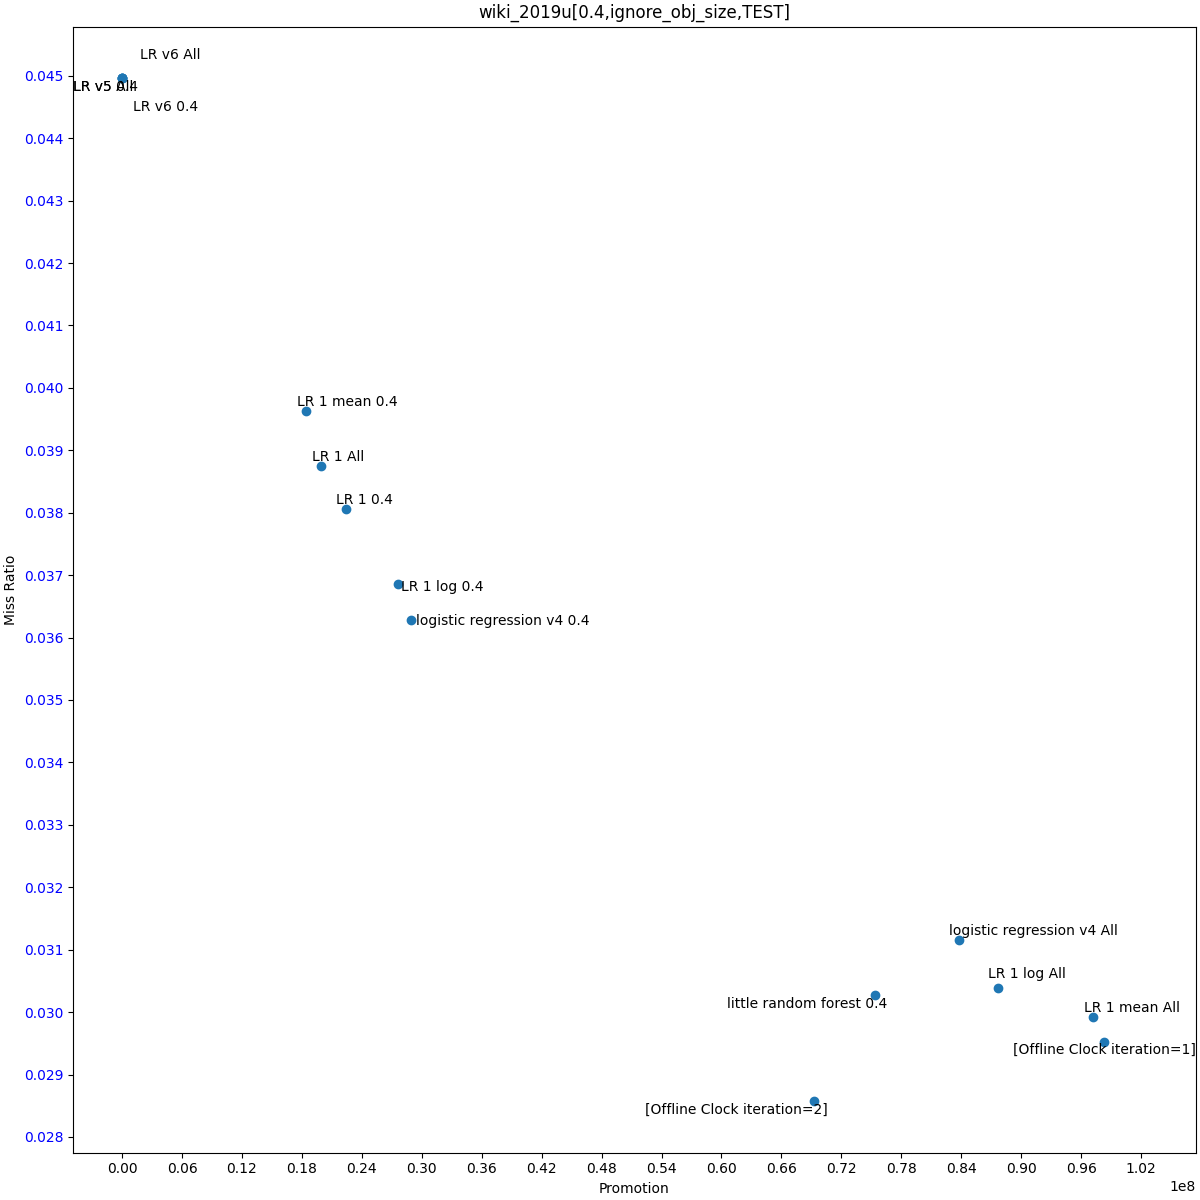 wiki_2019u[0.4,ignore_obj_size,TEST]
LR v6 All
0.045
LR v5 All
LR v5 0.4
LR v6 0.4
0.044
0.043
0.042
0.041
0.040
LR 1 mean 0.4
0.039
LR 1 All
LR 1 0.4
0.038
0.037
LR 1 log 0.4
Miss Ratio
logistic regression v4 0.4
0.036
0.035
0.034
0.033
0.032
logistic regression v4 All
0.031
LR 1 log All
little random forest 0.4
LR 1 mean All
0.030
[Offline Clock iteration=1]
0.029
[Offline Clock iteration=2]
0.028
0.00 0.06 0.12 0.18 0.24 0.30 0.36 0.42 0.48 0.54 0.60 0.66 0.72 0.78 0.84 0.90 0.96 1.02
Promotion
1e8